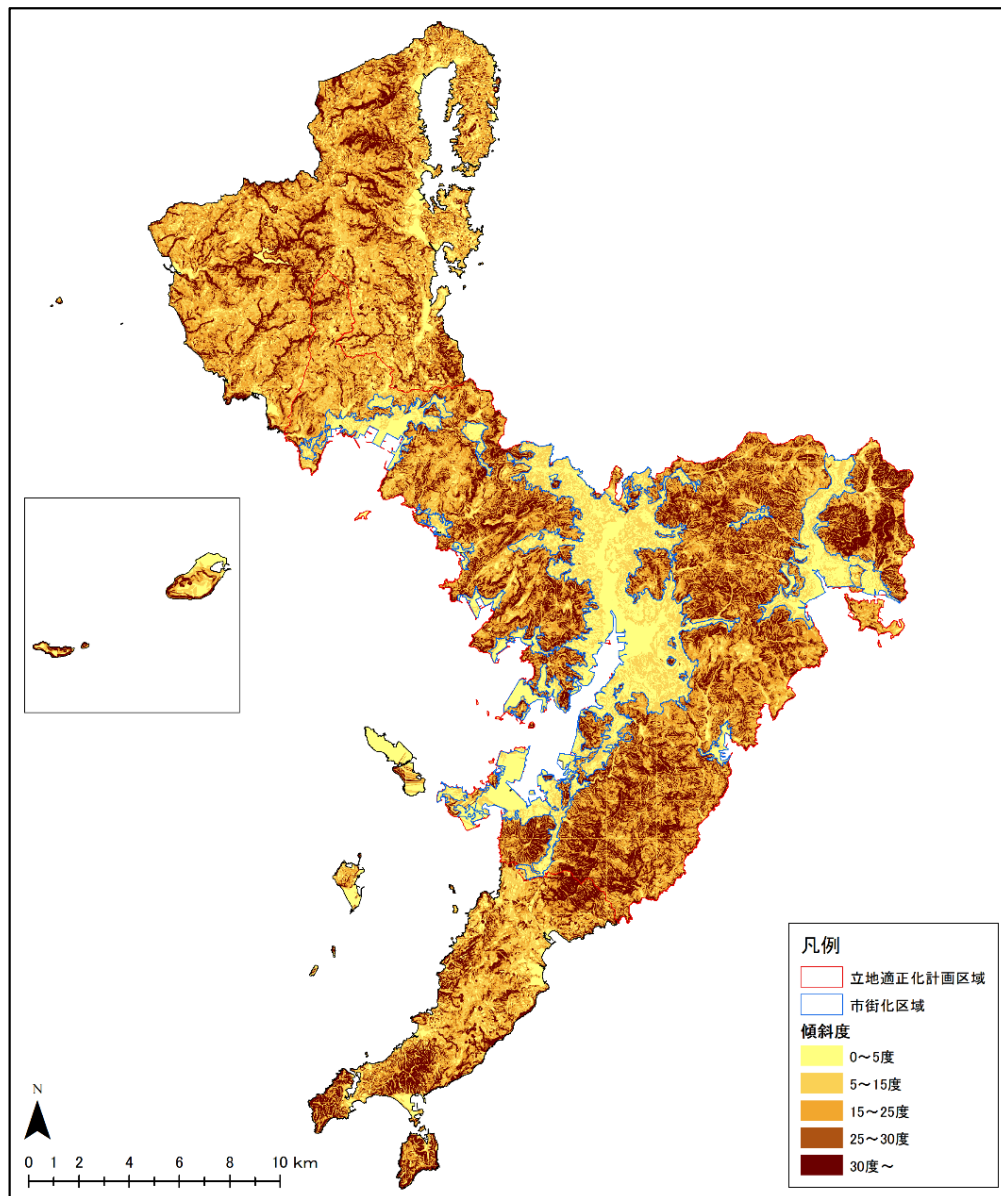 凡例
立地適正化計画区域
市街化区域
傾斜度
0～5度
5～15度
15～25度
25～30度
30度～
N
0 2 4 6 8 10 km